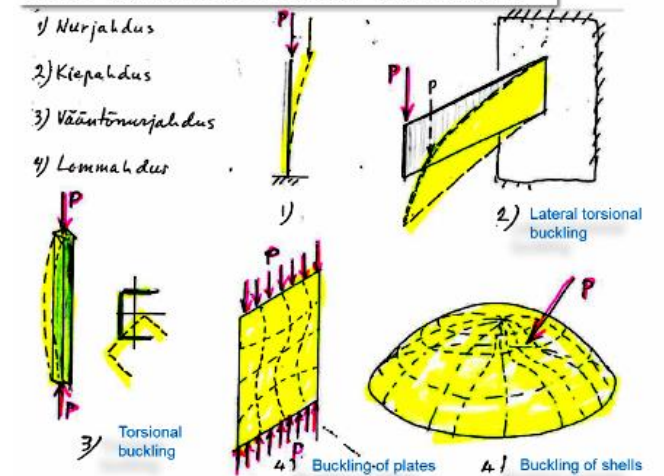 1) Nurjahdus
2) Kiepahdus
3) Vääntönurjahdus
4) Lommahdus
P
P
P
1)
2) Lateral torsional
buckling
P
P
3) Torsional
buckling
P
P
4) Buckling of plates
P
4) Buckling of shells